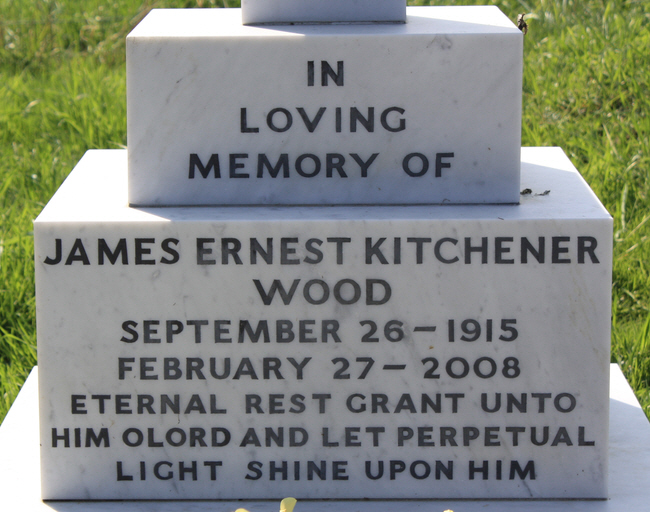 IN
LOVING
MEMORY OF
JAMES ERNEST KITCHENER
WOOD
SEPTEMBER 26 - 1915
FEBRUARY 27 - 2008
ETERNAL REST GRANT UNTO
HIM OLORD AND LET PERPETUAL
LIGHT SHINE UPON HIM